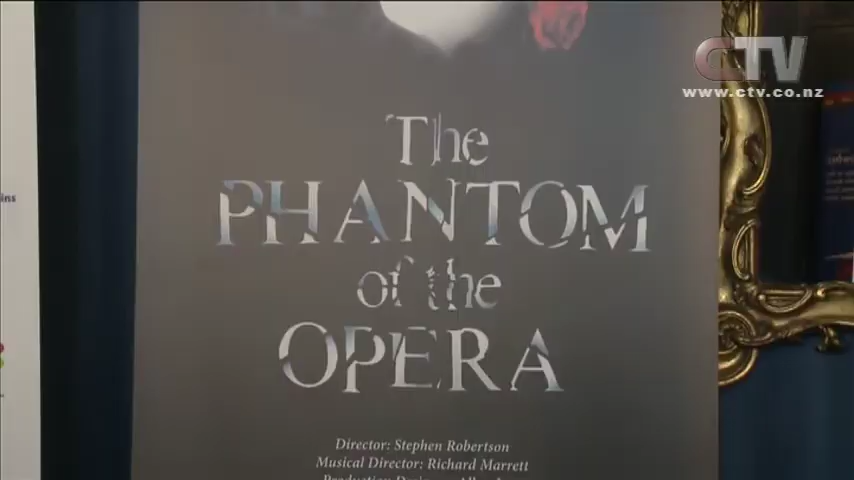 CTV
www.ctv.co.nz
The
PHANTOM
of the
OPERA
Director: Stephen Robertson
Musical Director: Richard Marrett